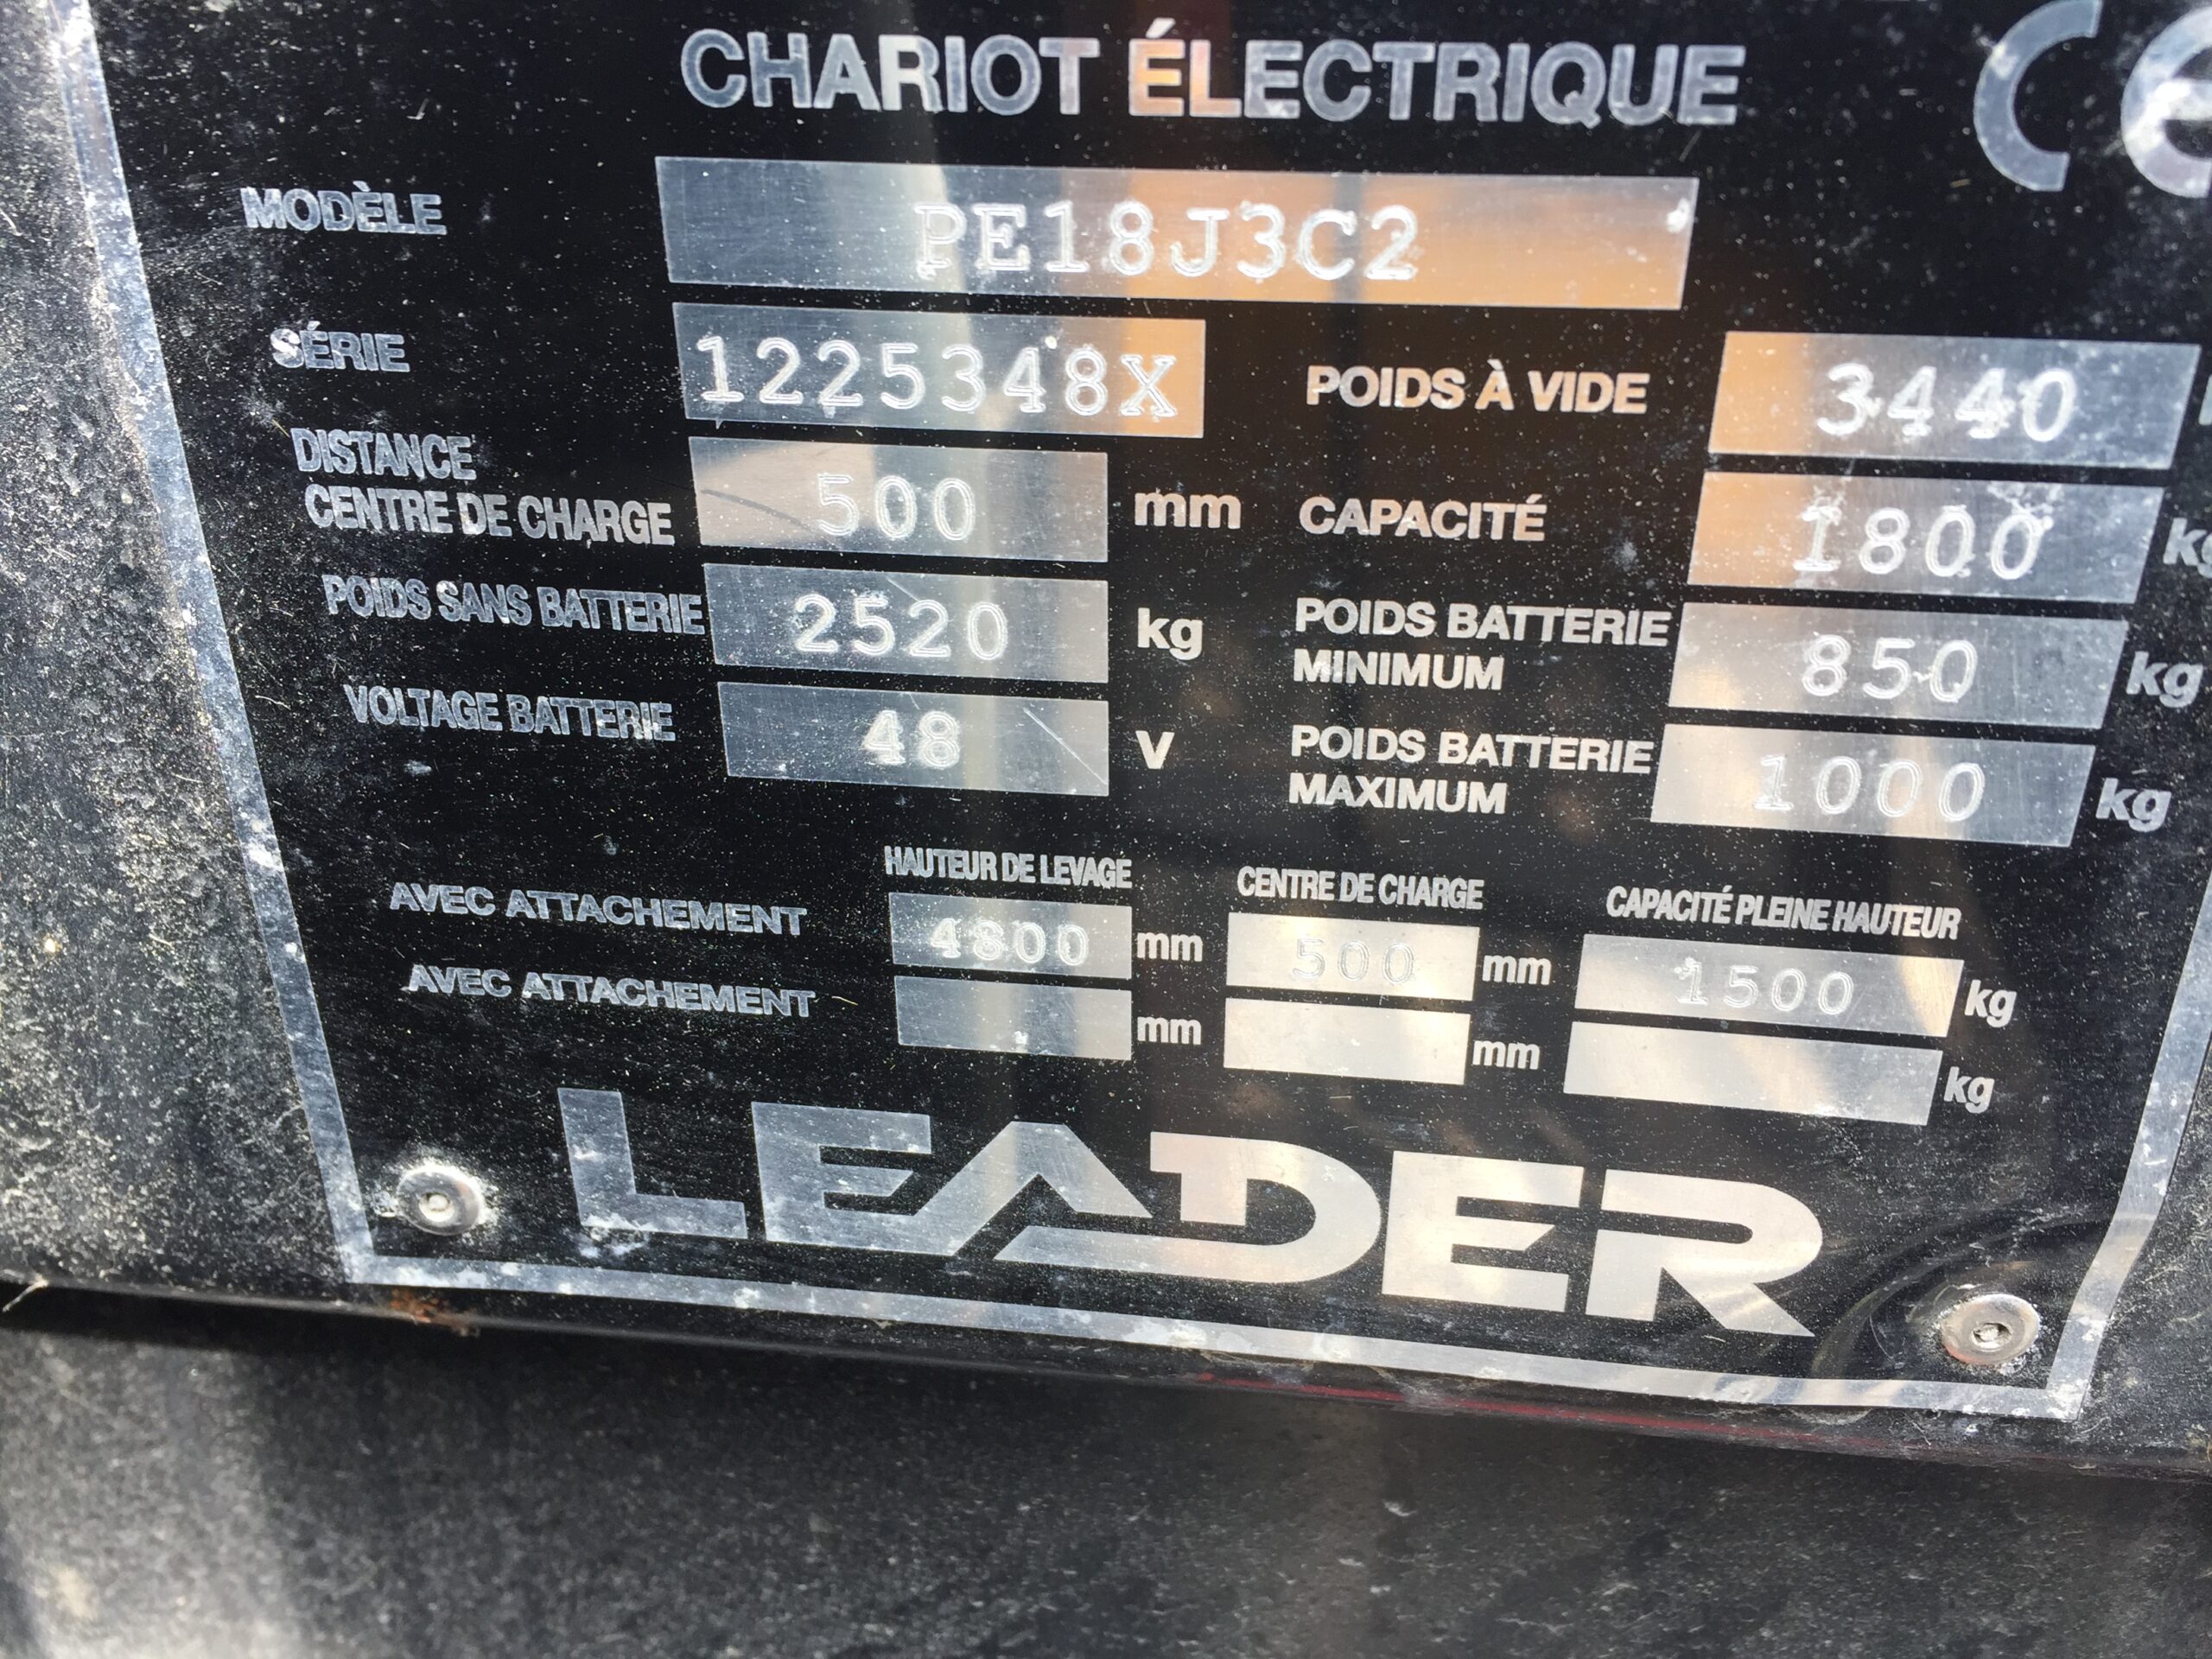 CHARIOT ÉLECTRIQUE CE
MODÈLE PE18J3C2
SÉRIE 1225348X POIDS À VIDE 3440
DISTANCE
CENTRE DE CHARGE 500 mm CAPACITÉ 1800 kg
POIDS SANS BATTERIE 2520 kg POIDS BATTERIE
MINIMUM 850 kg
VOLTAGE BATTERIE 48 V POIDS BATTERIE
MAXIMUM 1000 kg
HAUTEUR DE LEVAGE CENTRE DE CHARGE CAPACITÉ PLEINE HAUTEUR
AVEC ATTACHEMENT 4800 mm 500 mm 1500 kg
AVEC ATTACHEMENT mm mm kg
LEADER